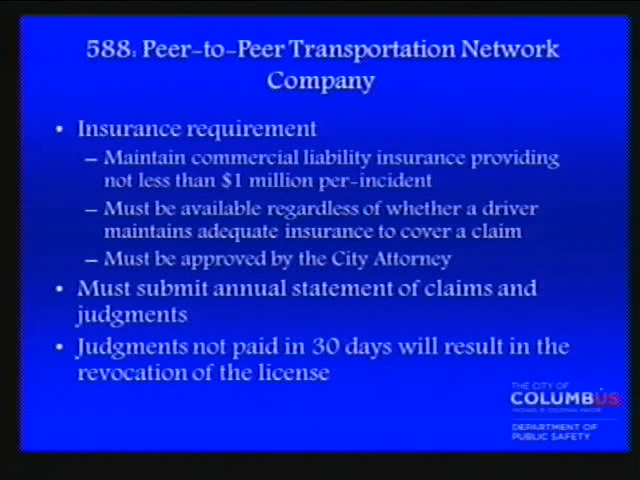 588: Peer-to-Peer Transportation Network
Company
• Insurance requirement
– Maintain commercial liability insurance providing
not less than $1 million per-incident
– Must be available regardless of whether a driver
maintains adequate insurance to cover a claim
– Must be approved by the City Attorney
• Must submit annual statement of claims and
judgments
• Judgments not paid in 30 days will result in the
revocation of the license
THE CITY OF
COLUMBUS
MICHAEL B. COLEMAN, MAYOR
DEPARTMENT OF
PUBLIC SAFETY